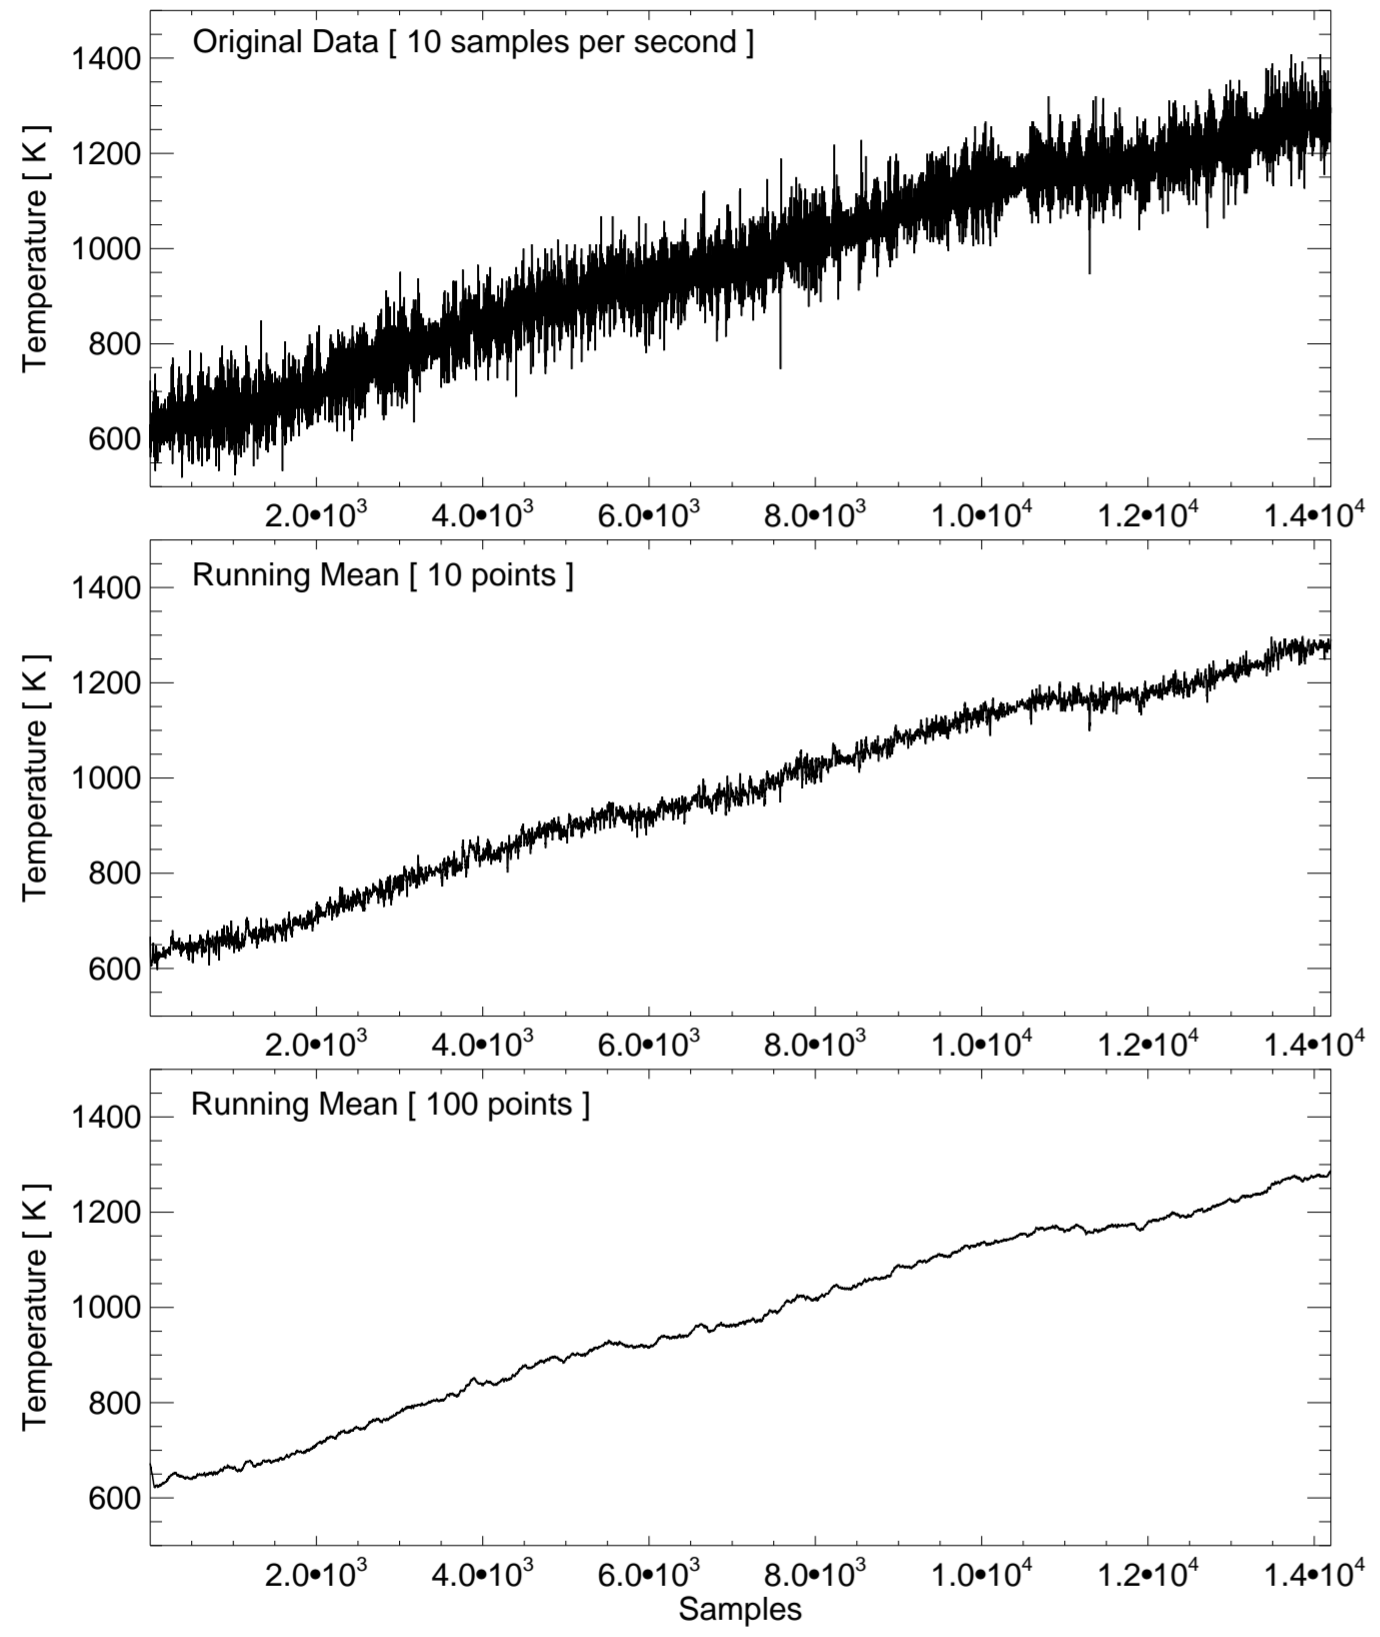 Original Data [ 10 samples per second ]
Temperature [ K ]
1400
1200
1000
800
600
2.0•10³ 4.0•10³ 6.0•10³ 8.0•10³ 1.0•10⁴ 1.2•10⁴ 1.4•10⁴
Running Mean [ 10 points ]
Temperature [ K ]
1400
1200
1000
800
600
2.0•10³ 4.0•10³ 6.0•10³ 8.0•10³ 1.0•10⁴ 1.2•10⁴ 1.4•10⁴
Running Mean [ 100 points ]
Temperature [ K ]
1400
1200
1000
800
600
2.0•10³ 4.0•10³ 6.0•10³ 8.0•10³ 1.0•10⁴ 1.2•10⁴ 1.4•10⁴
Samples